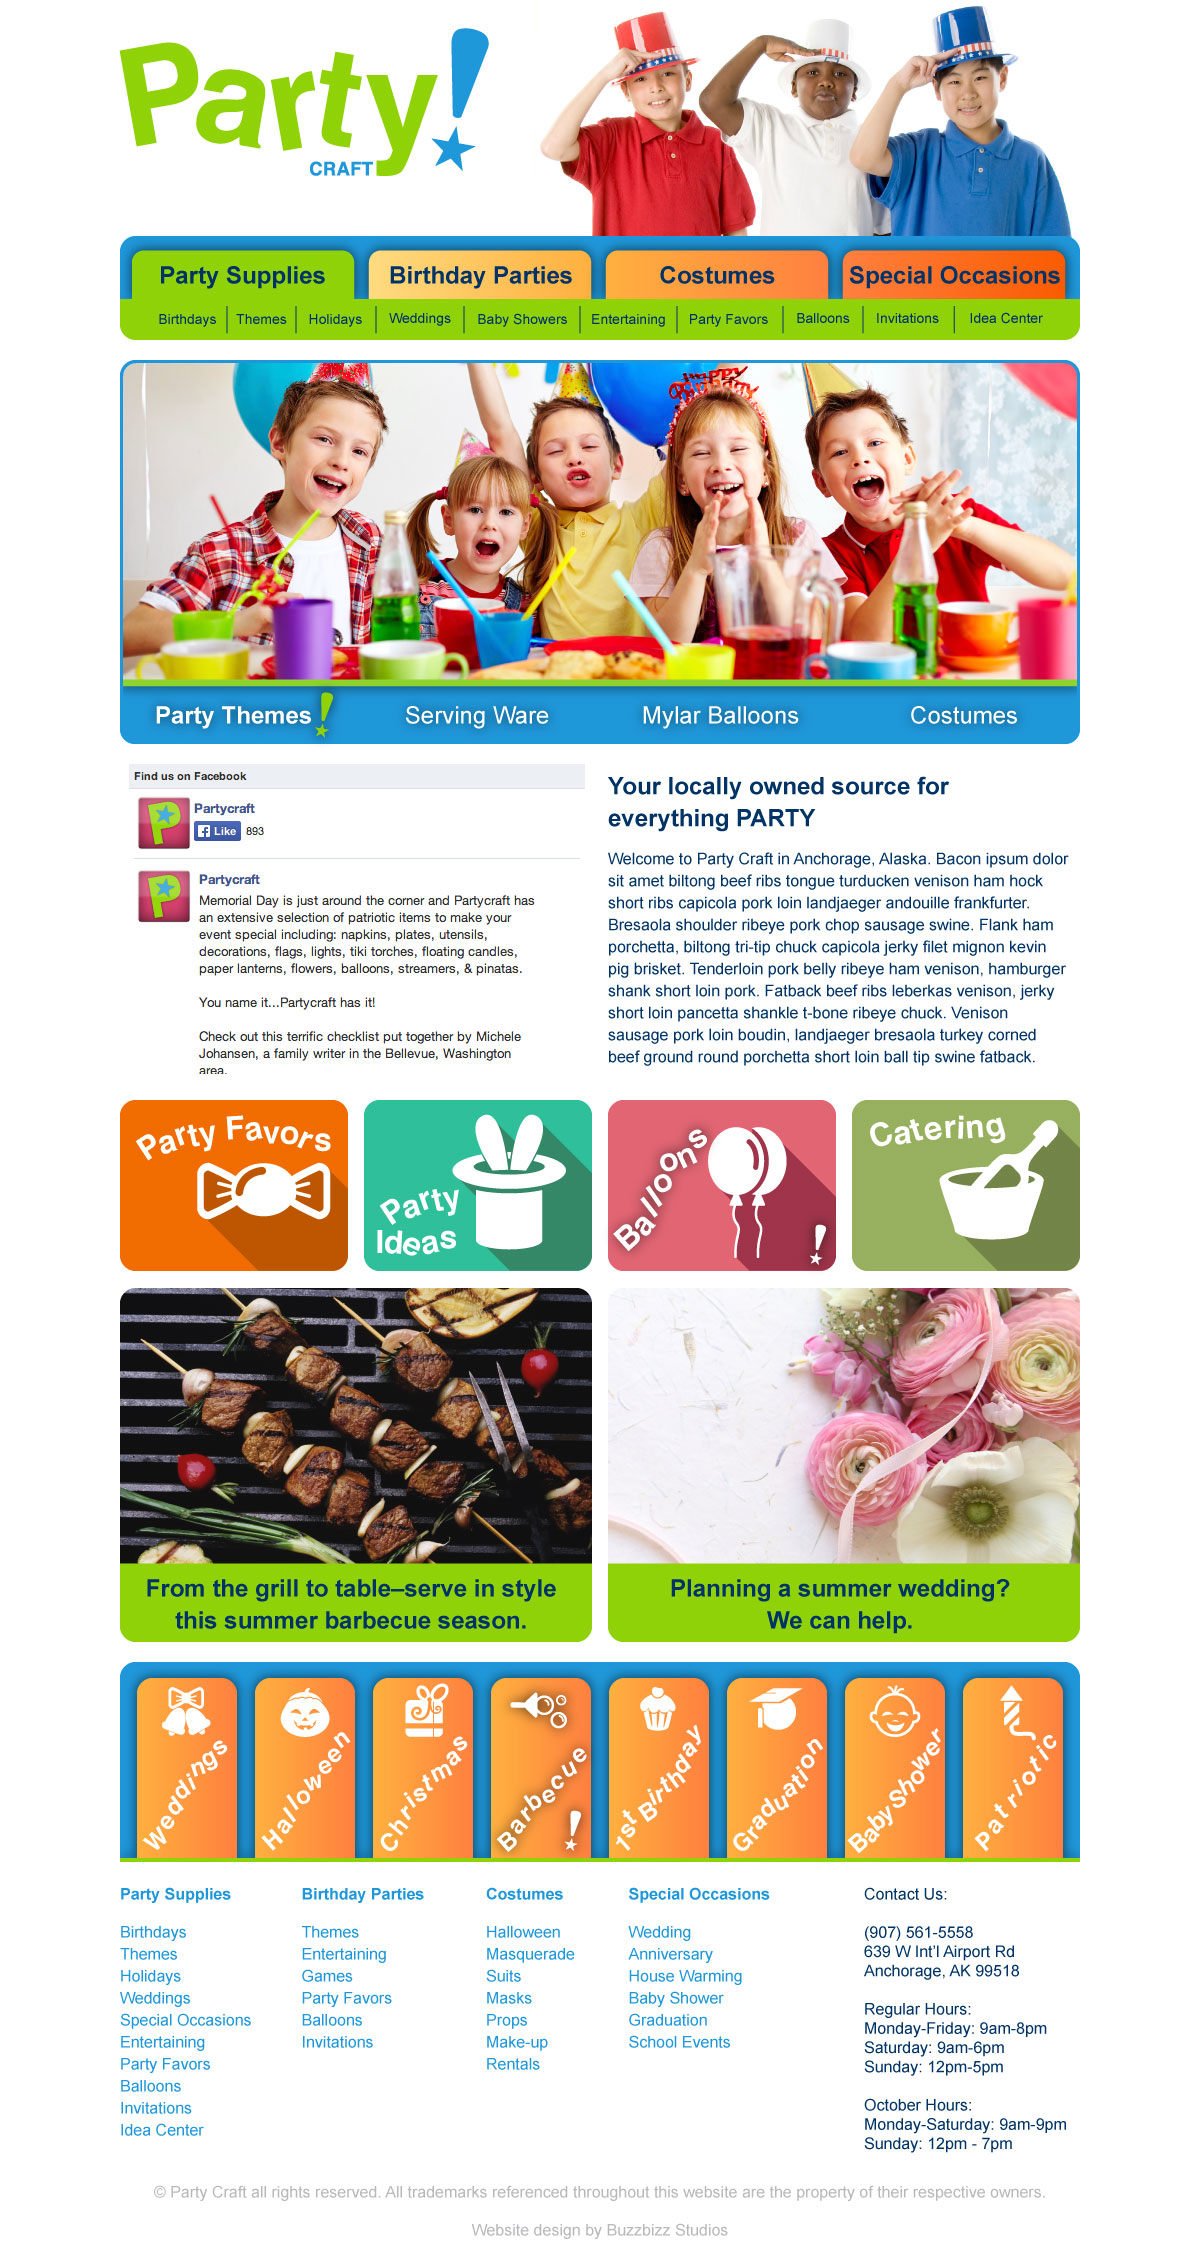 Party!
CRAFT
Party Supplies
Birthday Parties
Costumes
Special Occasions
Birthdays
Themes
Holidays
Weddings
Baby Showers
Entertaining
Party Favors
Balloons
Invitations
Idea Center
HAPPY
Birthday
Party Themes!
Serving Ware
Mylar Balloons
Costumes
Find us on Facebook
P
Partycraft
Like 893
P
Partycraft
Memorial Day is just around the corner and Partycraft has
an extensive selection of patriotic items to make your
event special including: napkins, plates, utensils,
decorations, flags, lights, tiki torches, floating candles,
paper lanterns, flowers, balloons, streamers, & pinatas.
You name it...Partycraft has it!
Check out this terrific checklist put together by Michele
Johansen, a family writer in the Bellevue, Washington
area.
Your locally owned source for
everything PARTY
Welcome to Party Craft in Anchorage, Alaska. Bacon ipsum dolor
sit amet biltong beef ribs tongue turducken venison ham hock
short ribs capicola pork loin landjaeger andouille frankfurter.
Bresaola shoulder ribeye pork chop sausage swine. Flank ham
porchetta, biltong tri-tip chuck capicola jerky filet mignon kevin
pig brisket. Tenderloin pork belly ribeye ham venison, hamburger
shank short loin pork. Fatback beef ribs leberkas venison, jerky
short loin pancetta shankle t-bone ribeye chuck. Venison
sausage pork loin boudin, landjaeger bresaola turkey corned
beef ground round porchetta short loin ball tip swine fatback.
Party Favors
Party
Ideas
Balloons
!
Catering
From the grill to table–serve in style
this summer barbecue season.
Planning a summer wedding?
We can help.
Weddings
Halloween
Christmas
Barbecue
!
1st Birthday
Graduation
Baby Shower
Patriotic
Party Supplies
Birthdays
Themes
Holidays
Weddings
Special Occasions
Entertaining
Party Favors
Balloons
Invitations
Idea Center
Birthday Parties
Themes
Entertaining
Games
Party Favors
Balloons
Invitations
Costumes
Halloween
Masquerade
Suits
Masks
Props
Make-up
Rentals
Special Occasions
Wedding
Anniversary
House Warming
Baby Shower
Graduation
School Events
Contact Us:
(907) 561-5558
639 W Int'l Airport Rd
Anchorage, AK 99518
Regular Hours:
Monday-Friday: 9am-8pm
Saturday: 9am-6pm
Sunday: 12pm-5pm
October Hours:
Monday-Saturday: 9am-9pm
Sunday: 12pm - 7pm
© Party Craft all rights reserved. All trademarks referenced throughout this website are the property of their respective owners.
Website design by Buzzbizz Studios